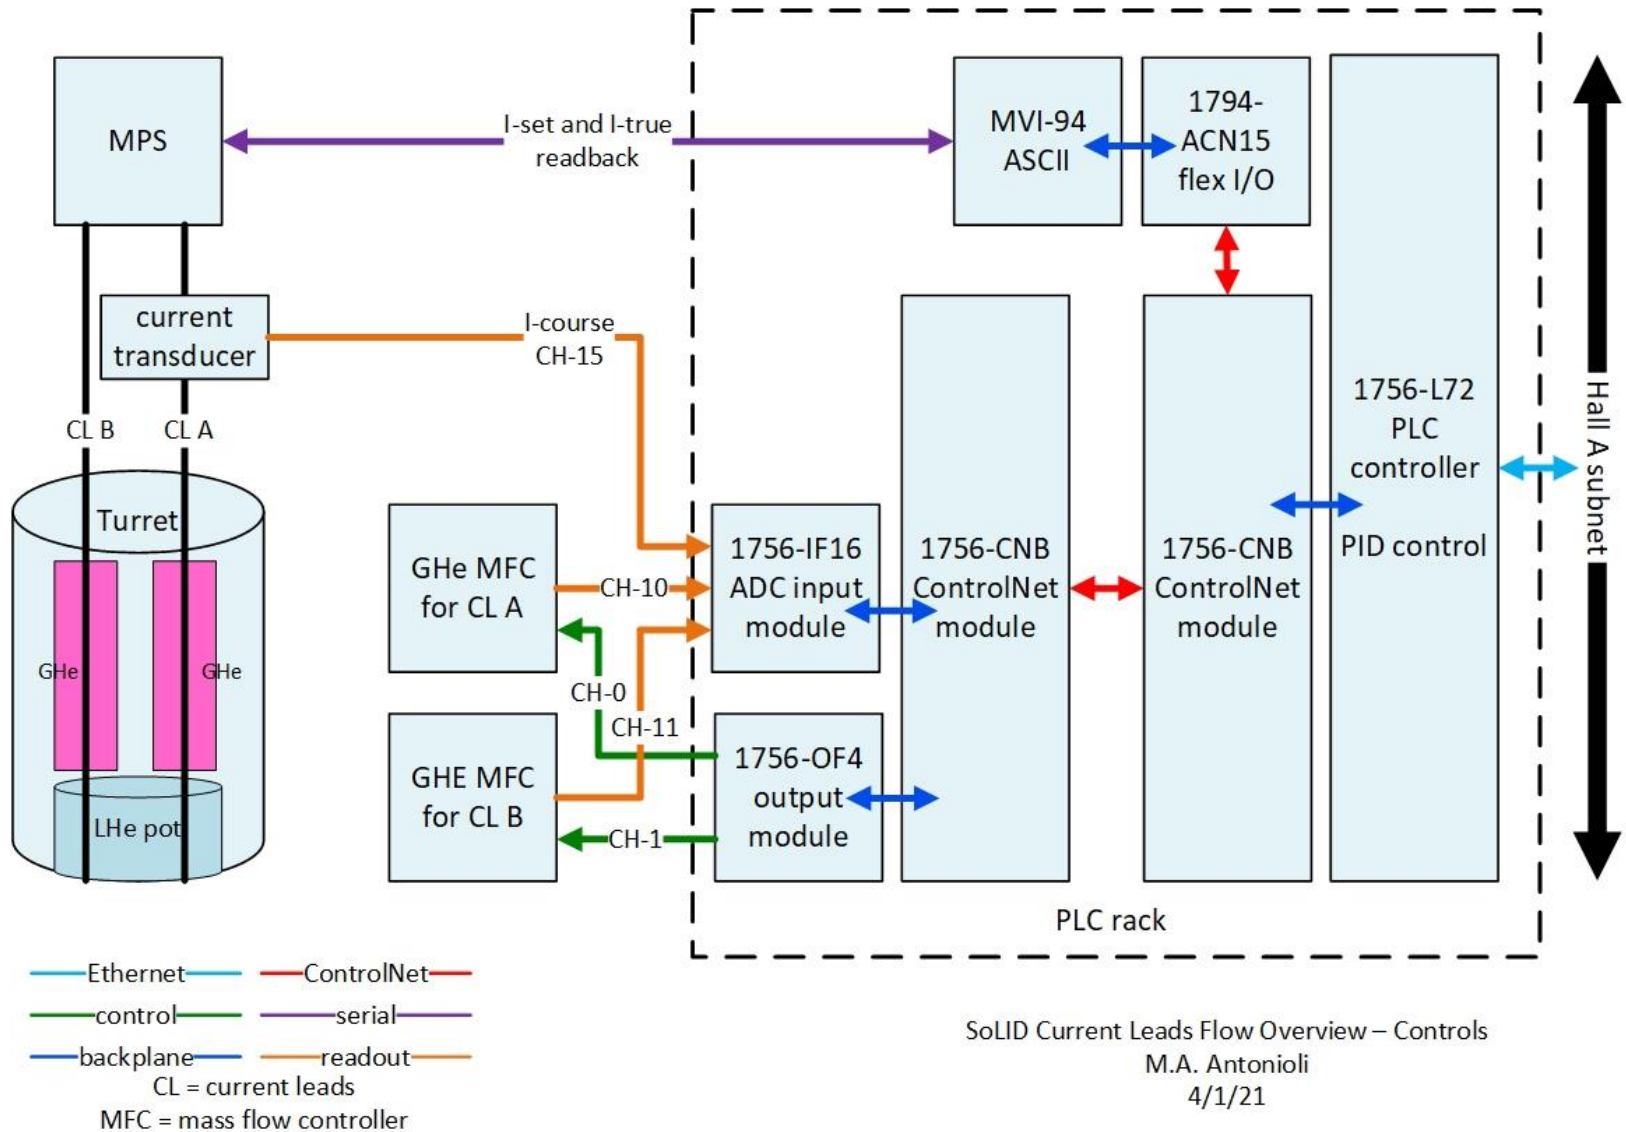 MPS
I-set and I-true
readback
MVI-94
ASCII
1794-
ACN15
flex I/O
current
transducer
I-course
CH-15
CL B
CL A
1756-L72
PLC
controller
PID control
Hall A subnet
Turret
GHe
GHe
LHe pot
GHe MFC
for CL A
CH-10
1756-IF16
ADC input
module
1756-CNB
ControlNet
module
1756-CNB
ControlNet
module
CH-0
CH-11
GHE MFC
for CL B
CH-1
1756-OF4
output
module
PLC rack
Ethernet
ControlNet
control
serial
backplane
readout
CL = current leads
MFC = mass flow controller
SoLID Current Leads Flow Overview – Controls
M.A. Antonioli
4/1/21